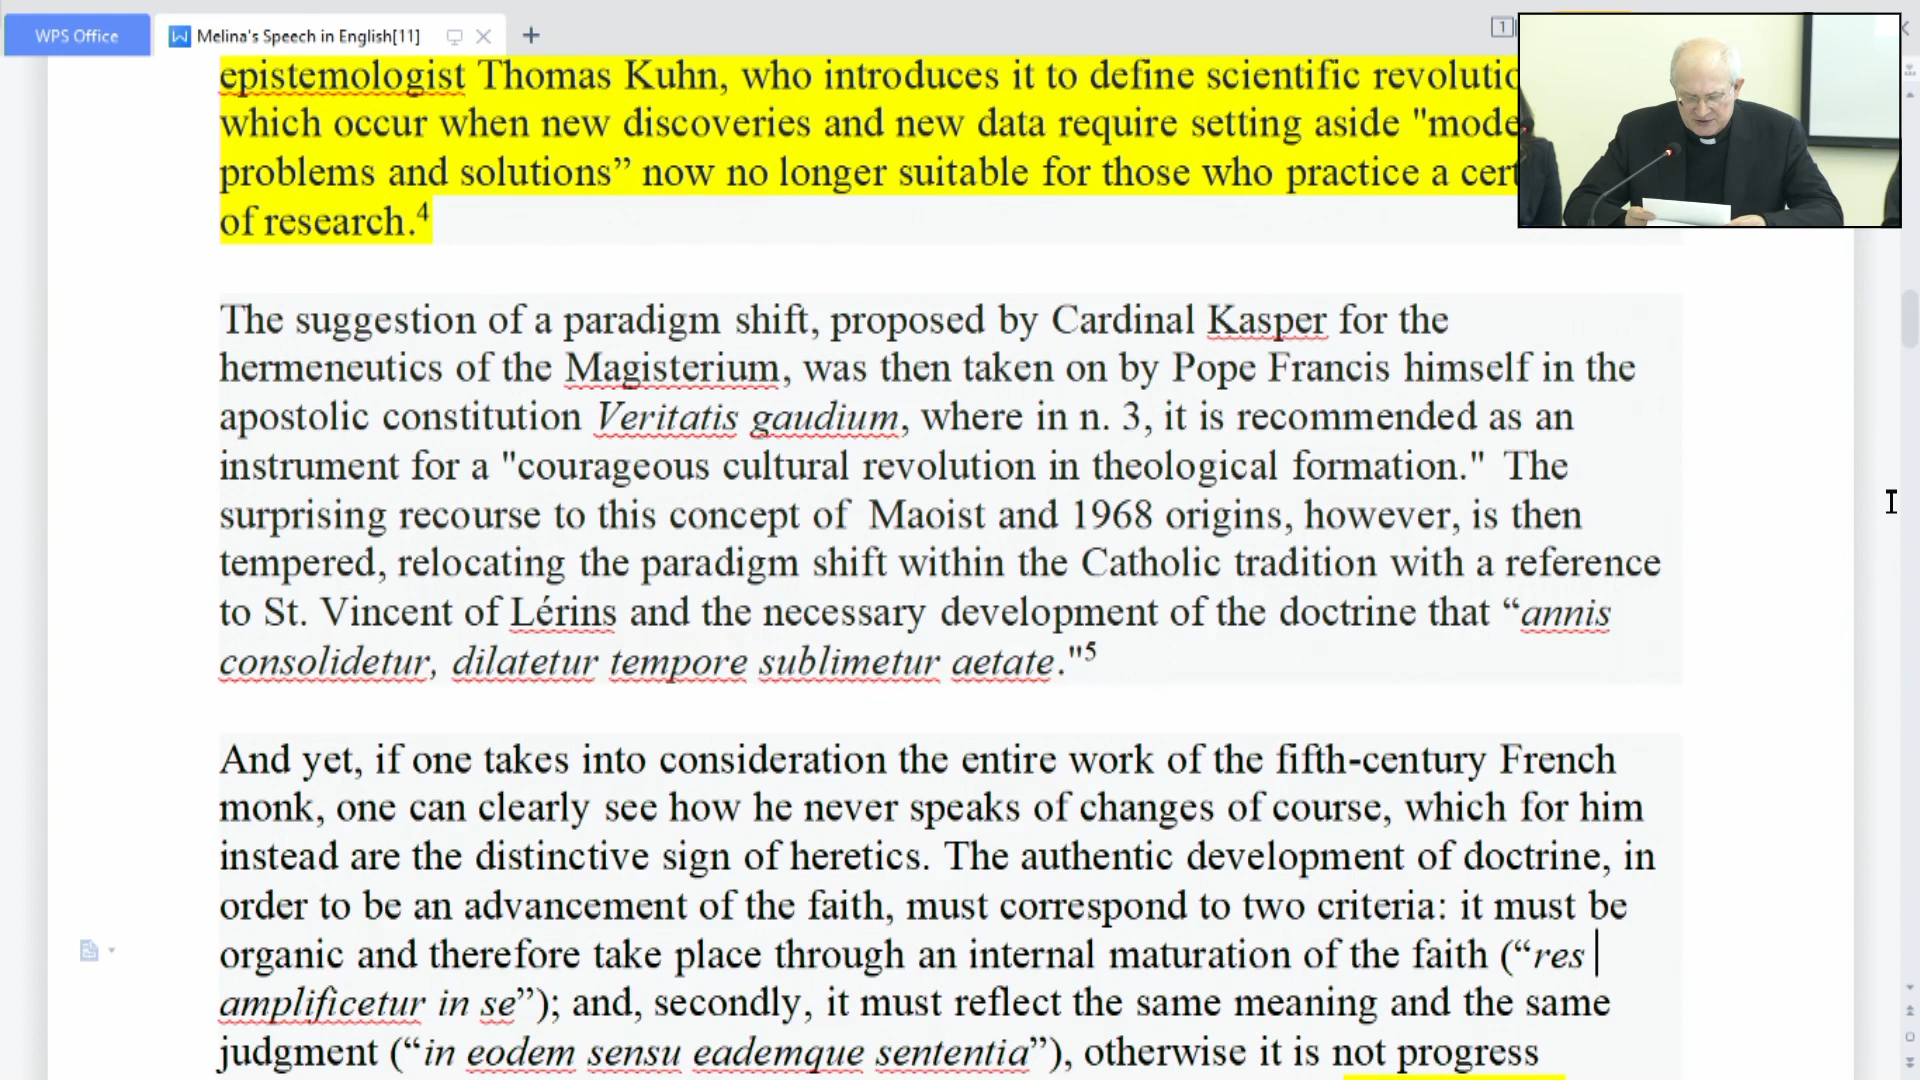 WPS Office
Melina's Speech in English[11]
1
epistemologist Thomas Kuhn, who introduces it to define scientific
which occur when new discoveries and new data require setting aside
problems and solutions” now no longer suitable for those who practice a
of research.4
The suggestion of a paradigm shift, proposed by Cardinal Kasper for the
hermeneutics of the Magisterium, was then taken on by Pope Francis himself in the
apostolic constitution Veritatis gaudium, where in n. 3, it is recommended as an
instrument for a "courageous cultural revolution in theological formation." The
surprising recourse to this concept of Maoist and 1968 origins, however, is then
tempered, relocating the paradigm shift within the Catholic tradition with a reference
to St. Vincent of Lérins and the necessary development of the doctrine that “annis
consolidetur, dilatetur tempore sublimetur aetate."5
And yet, if one takes into consideration the entire work of the fifth-century French
monk, one can clearly see how he never speaks of changes of course, which for him
instead are the distinctive sign of heretics. The authentic development of doctrine, in
order to be an advancement of the faith, must correspond to two criteria: it must be
organic and therefore take place through an internal maturation of the faith (“res
amplificetur in se”); and, secondly, it must reflect the same meaning and the same
judgment (“in eodem sensu eademque sententia”), otherwise it is not progress